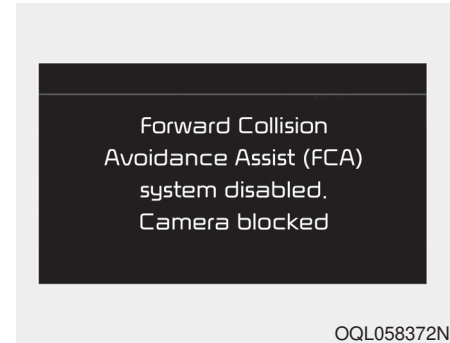 Forward Collision
Avoidance Assist (FCA)
system disabled.
Camera blocked
OQL058372N